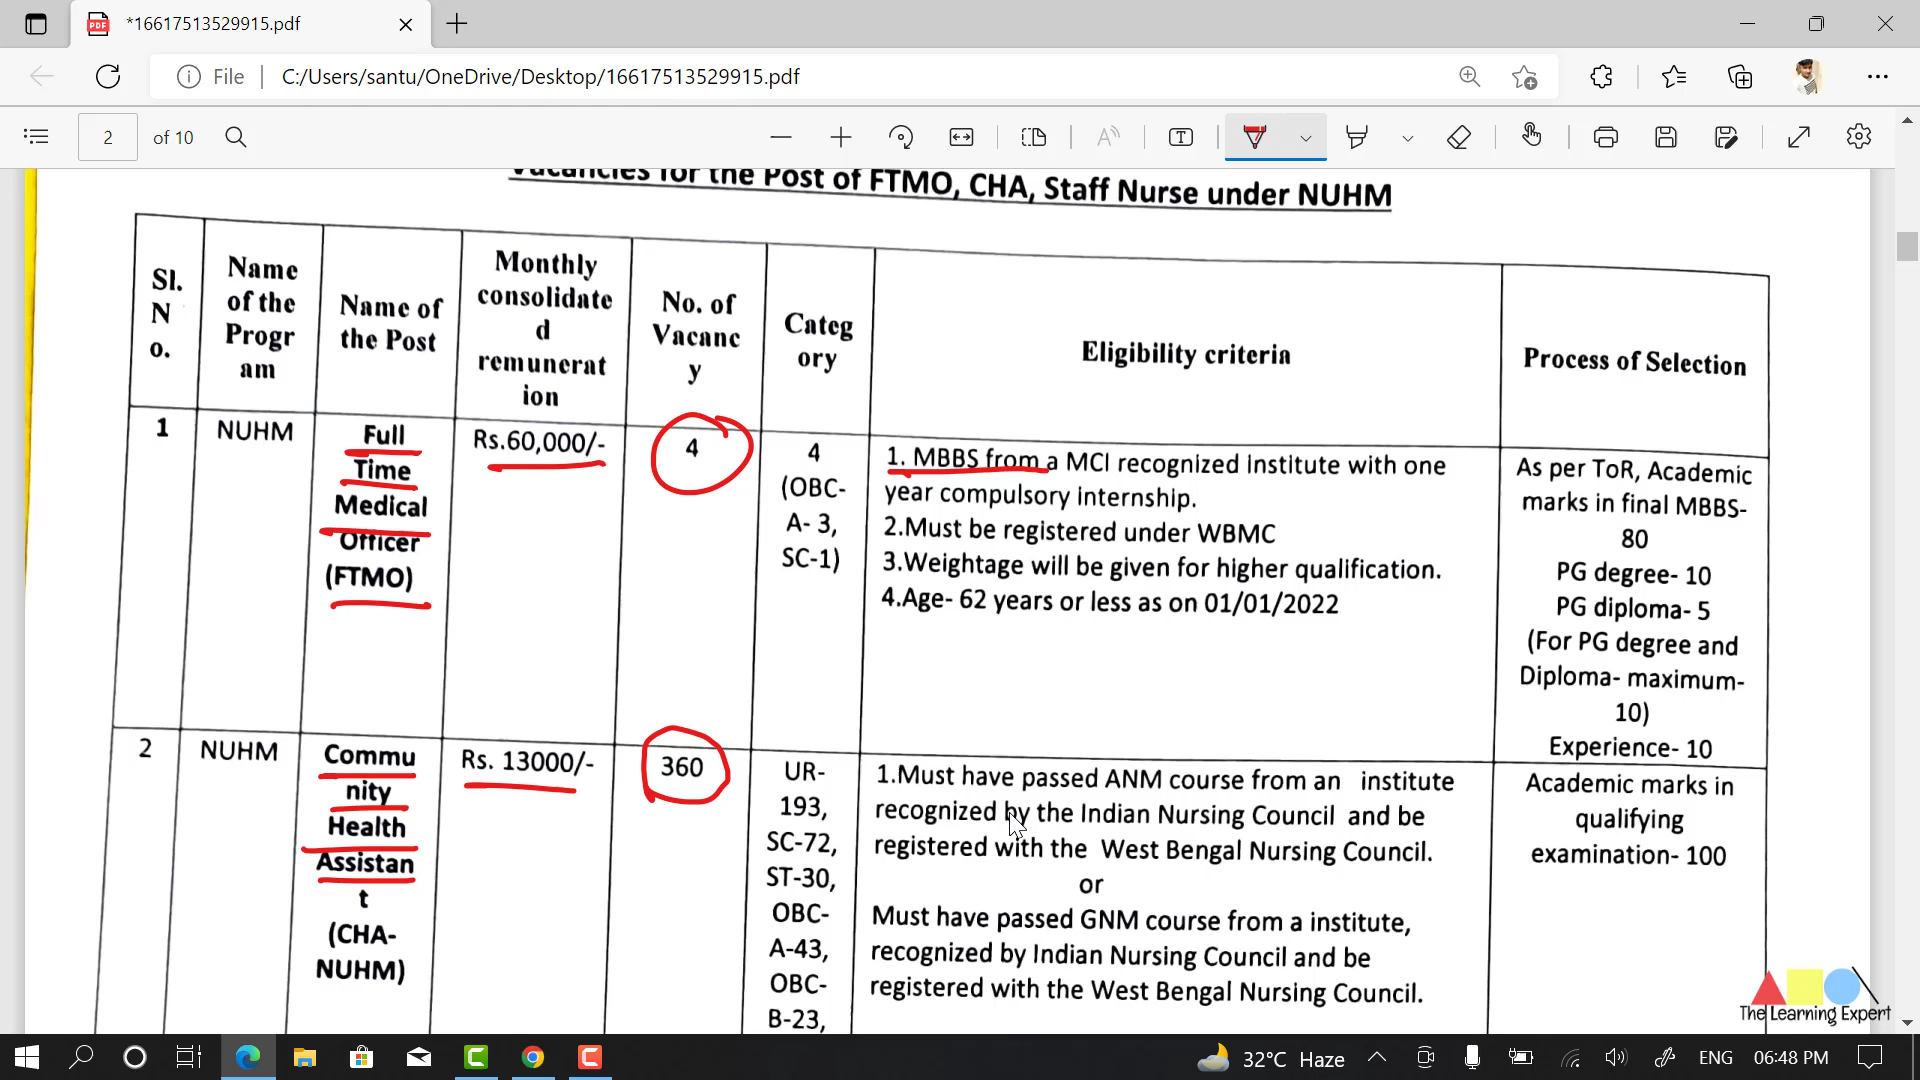 *16617513529915.pdf
File
C:/Users/santu/OneDrive/Desktop/16617513529915.pdf
2
of 10
Vacancies for the Post of FTMO, CHA, Staff Nurse under NUHM
Sl.
N
o.
Name
of the
Progr
am
Name of
the Post
Monthly
consolidate
d
remunerat
ion
No. of
Vacanc
y
Categ
ory
Eligibility criteria
Process of Selection
1
NUHM
Full
Time
Medical
Officer
(FTMO)
Rs.60,000/-
4
4
(OBC-
A- 3,
SC-1)
1. MBBS from a MCI recognized institute with one
year compulsory internship.
2.Must be registered under WBMC
3.Weightage will be given for higher qualification.
4.Age- 62 years or less as on 01/01/2022
As per ToR, Academic
marks in final MBBS-
80
PG degree- 10
PG diploma- 5
(For PG degree and
Diploma- maximum-
10)
Experience- 10
2
NUHM
Commu
nity
Health
Assistan
t
(CHA-
NUHM)
Rs. 13000/-
360
UR-
193,
SC-72,
ST-30,
OBC-
A-43,
OBC-
B-23,
1.Must have passed ANM course from an institute
recognized by the Indian Nursing Council and be
registered with the West Bengal Nursing Council.
or
Must have passed GNM course from a institute,
recognized by Indian Nursing Council and be
registered with the West Bengal Nursing Council.
Academic marks in
qualifying
examination- 100
The Learning Expert
32°C Haze
ENG
06:48 PM